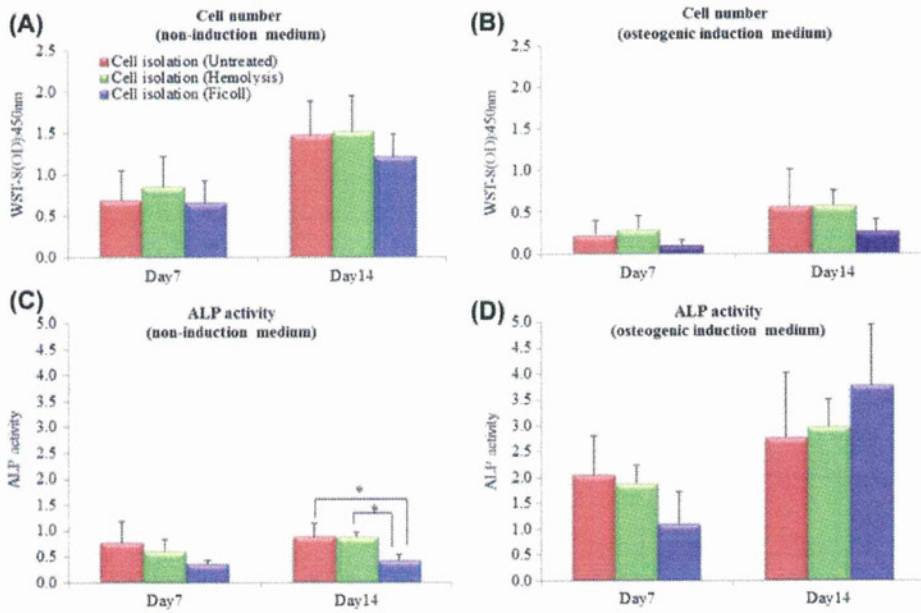 (A)
Cell number
(non-induction medium)
2.5
2.0
1.5
1.0
0.5
0.0
WST-8(OD):450nm
Cell isolation (Untreated)
Cell isolation (Hemolysis)
Cell isolation (Ficoll)
Day7
Day14
(B)
Cell number
(osteogenic induction medium)
2.5
2.0
1.5
1.0
0.5
0.0
WST-8(OD):450nm
Day7
Day14
(C)
ALP activity
(non-induction medium)
5.0
4.5
4.0
3.5
3.0
2.5
2.0
1.5
1.0
0.5
0.0
ALP activity
*
*
Day7
Day14
(D)
ALP activity
(osteogenic induction medium)
5.0
4.5
4.0
3.5
3.0
2.5
2.0
1.5
1.0
0.5
0.0
ALP activity
Day7
Day14